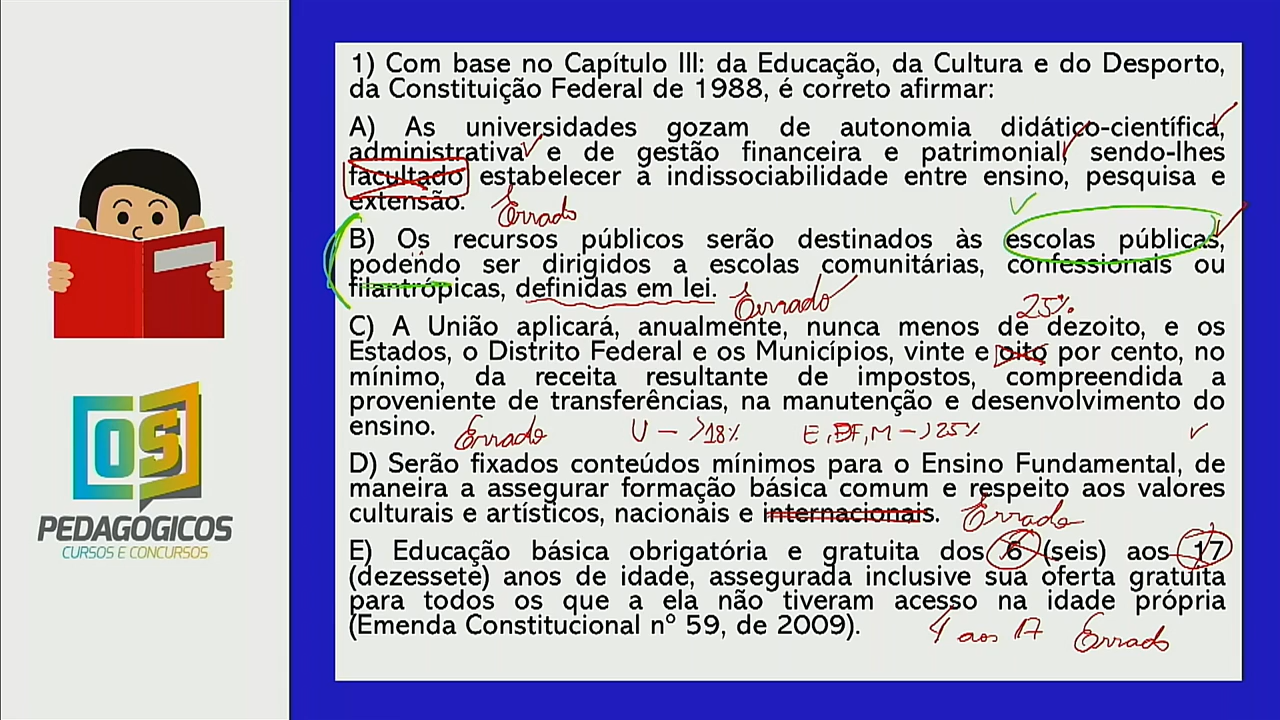 1) Com base no Capítulo III: da Educação, da Cultura e do Desporto,
da Constituição Federal de 1988, é correto afirmar:
A) As universidades gozam de autonomia didático-científica,
administrativa e de gestão financeira e patrimonial, sendo-lhes
facultado estabelecer a indissociabilidade entre ensino, pesquisa e
extensão. Errado
B) Os recursos públicos serão destinados às escolas públicas,
podendo ser dirigidos a escolas comunitárias, confessionais ou
filantrópicas, definidas em lei. Errado
25%
C) A União aplicará, anualmente, nunca menos de dezoito, e os
Estados, o Distrito Federal e os Municípios, vinte e oito por cento, no
mínimo, da receita resultante de impostos, compreendida a
proveniente de transferências, na manutenção e desenvolvimento do
ensino. Errado U -> 18% E, DF, M -> 25%
D) Serão fixados conteúdos mínimos para o Ensino Fundamental, de
maneira a assegurar formação básica comum e respeito aos valores
culturais e artísticos, nacionais e internacionais. Errado
E) Educação básica obrigatória e gratuita dos 6 (seis) aos 17
(dezessete) anos de idade, assegurada inclusive sua oferta gratuita
para todos os que a ela não tiveram acesso na idade própria
(Emenda Constitucional nº 59, de 2009). 4 aos 17 Errado
OS
PEDAGÓGICOS
CURSOS E CONCURSOS